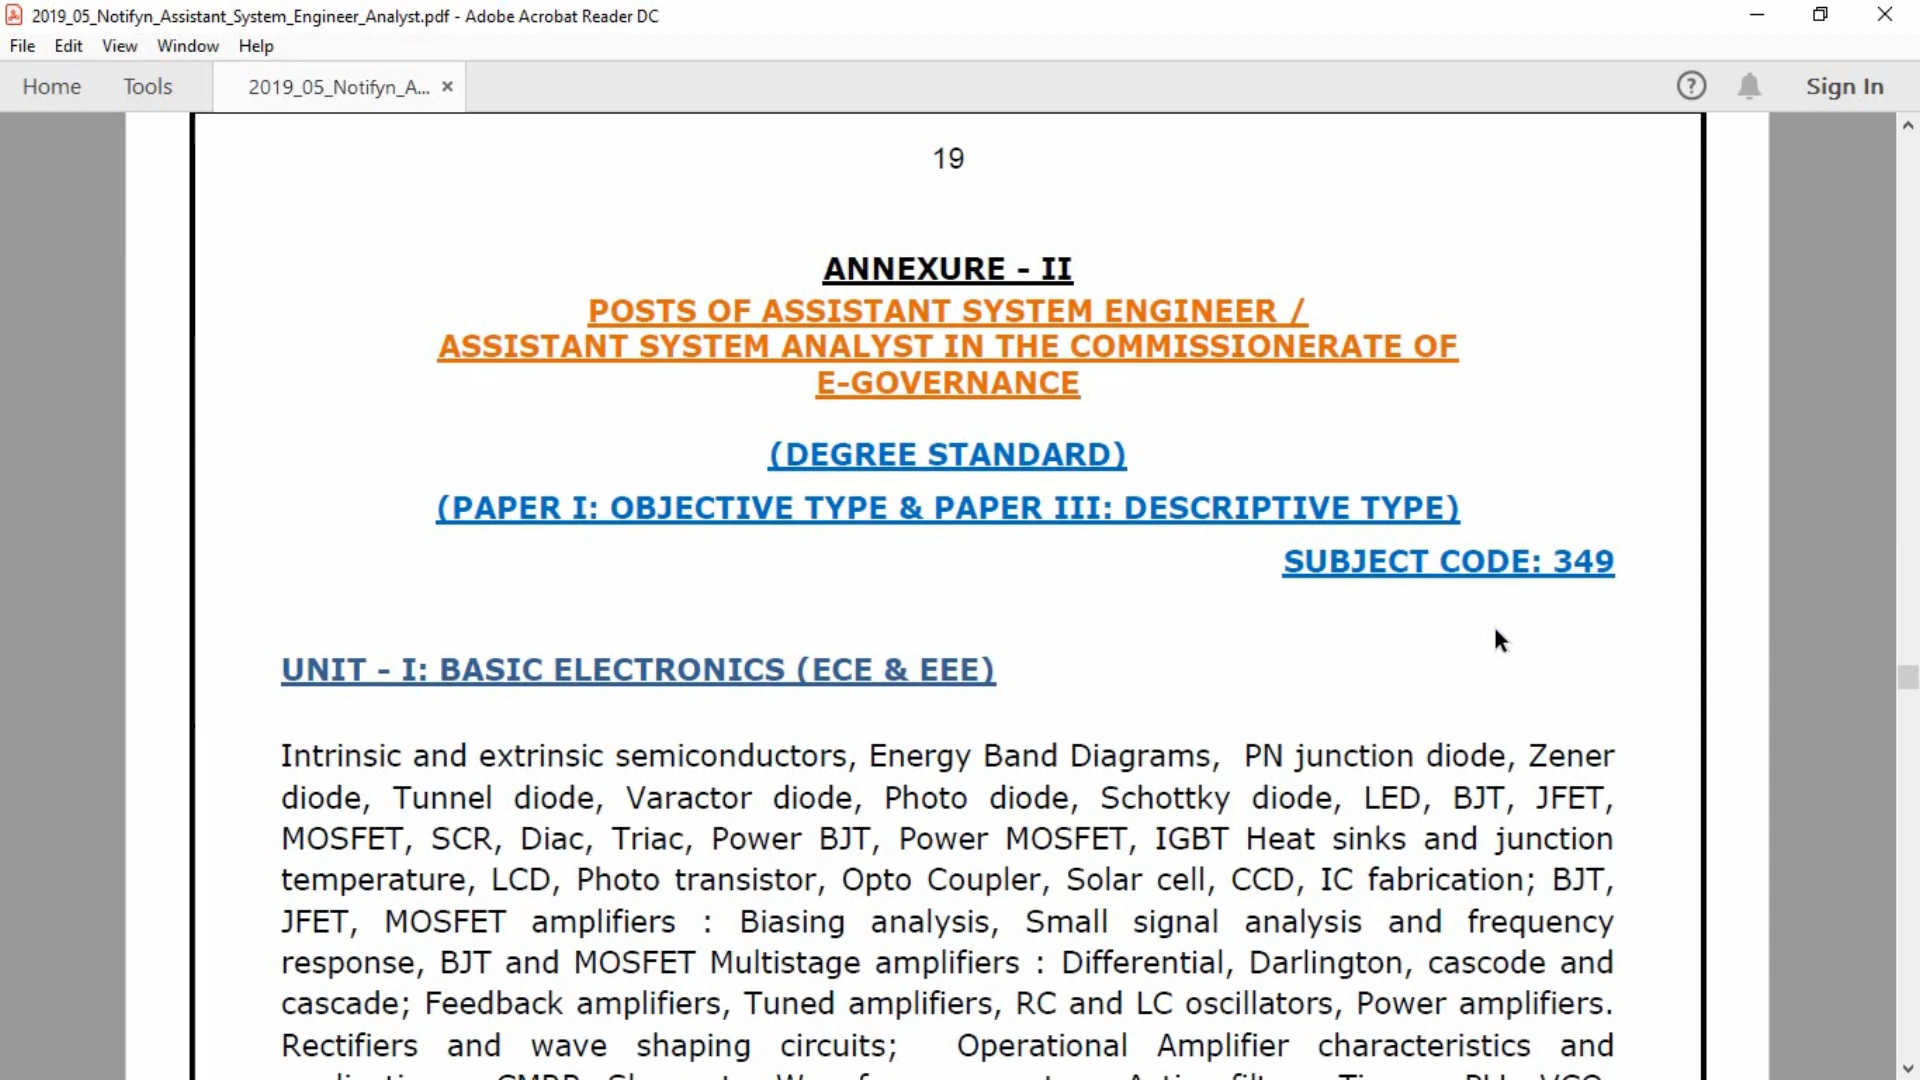 2019_05_Notifyn_Assistant_System_Engineer_Analyst.pdf - Adobe Acrobat Reader DC
File Edit View Window Help
Home Tools 2019_05_Notifyn_A... × ? Sign In
19
ANNEXURE - II
POSTS OF ASSISTANT SYSTEM ENGINEER /
ASSISTANT SYSTEM ANALYST IN THE COMMISSIONERATE OF
E-GOVERNANCE
(DEGREE STANDARD)
(PAPER I: OBJECTIVE TYPE & PAPER III: DESCRIPTIVE TYPE)
SUBJECT CODE: 349
UNIT - I: BASIC ELECTRONICS (ECE & EEE)
Intrinsic and extrinsic semiconductors, Energy Band Diagrams, PN junction diode, Zener
diode, Tunnel diode, Varactor diode, Photo diode, Schottky diode, LED, BJT, JFET,
MOSFET, SCR, Diac, Triac, Power BJT, Power MOSFET, IGBT Heat sinks and junction
temperature, LCD, Photo transistor, Opto Coupler, Solar cell, CCD, IC fabrication; BJT,
JFET, MOSFET amplifiers : Biasing analysis, Small signal analysis and frequency
response, BJT and MOSFET Multistage amplifiers : Differential, Darlington, cascode and
cascade; Feedback amplifiers, Tuned amplifiers, RC and LC oscillators, Power amplifiers.
Rectifiers and wave shaping circuits; Operational Amplifier characteristics and